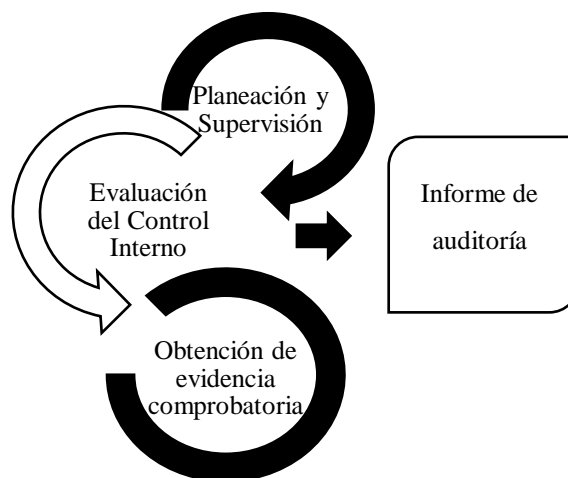 Planeación y
Supervisión
Evaluación
del Control
Interno
Informe de
auditoría
Obtención de
evidencia
comprobatoria